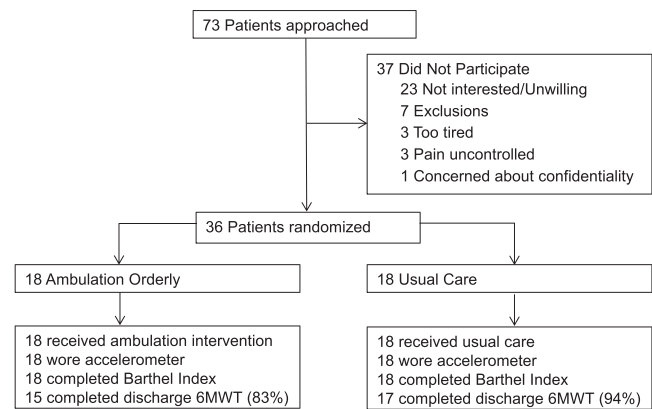 73 Patients approached
37 Did Not Participate
23 Not interested/Unwilling
7 Exclusions
3 Too tired
3 Pain uncontrolled
1 Concerned about confidentiality
36 Patients randomized
18 Ambulation Orderly
18 Usual Care
18 received ambulation intervention
18 wore accelerometer
18 completed Barthel Index
15 completed discharge 6MWT (83%)
18 received usual care
18 wore accelerometer
18 completed Barthel Index
17 completed discharge 6MWT (94%)